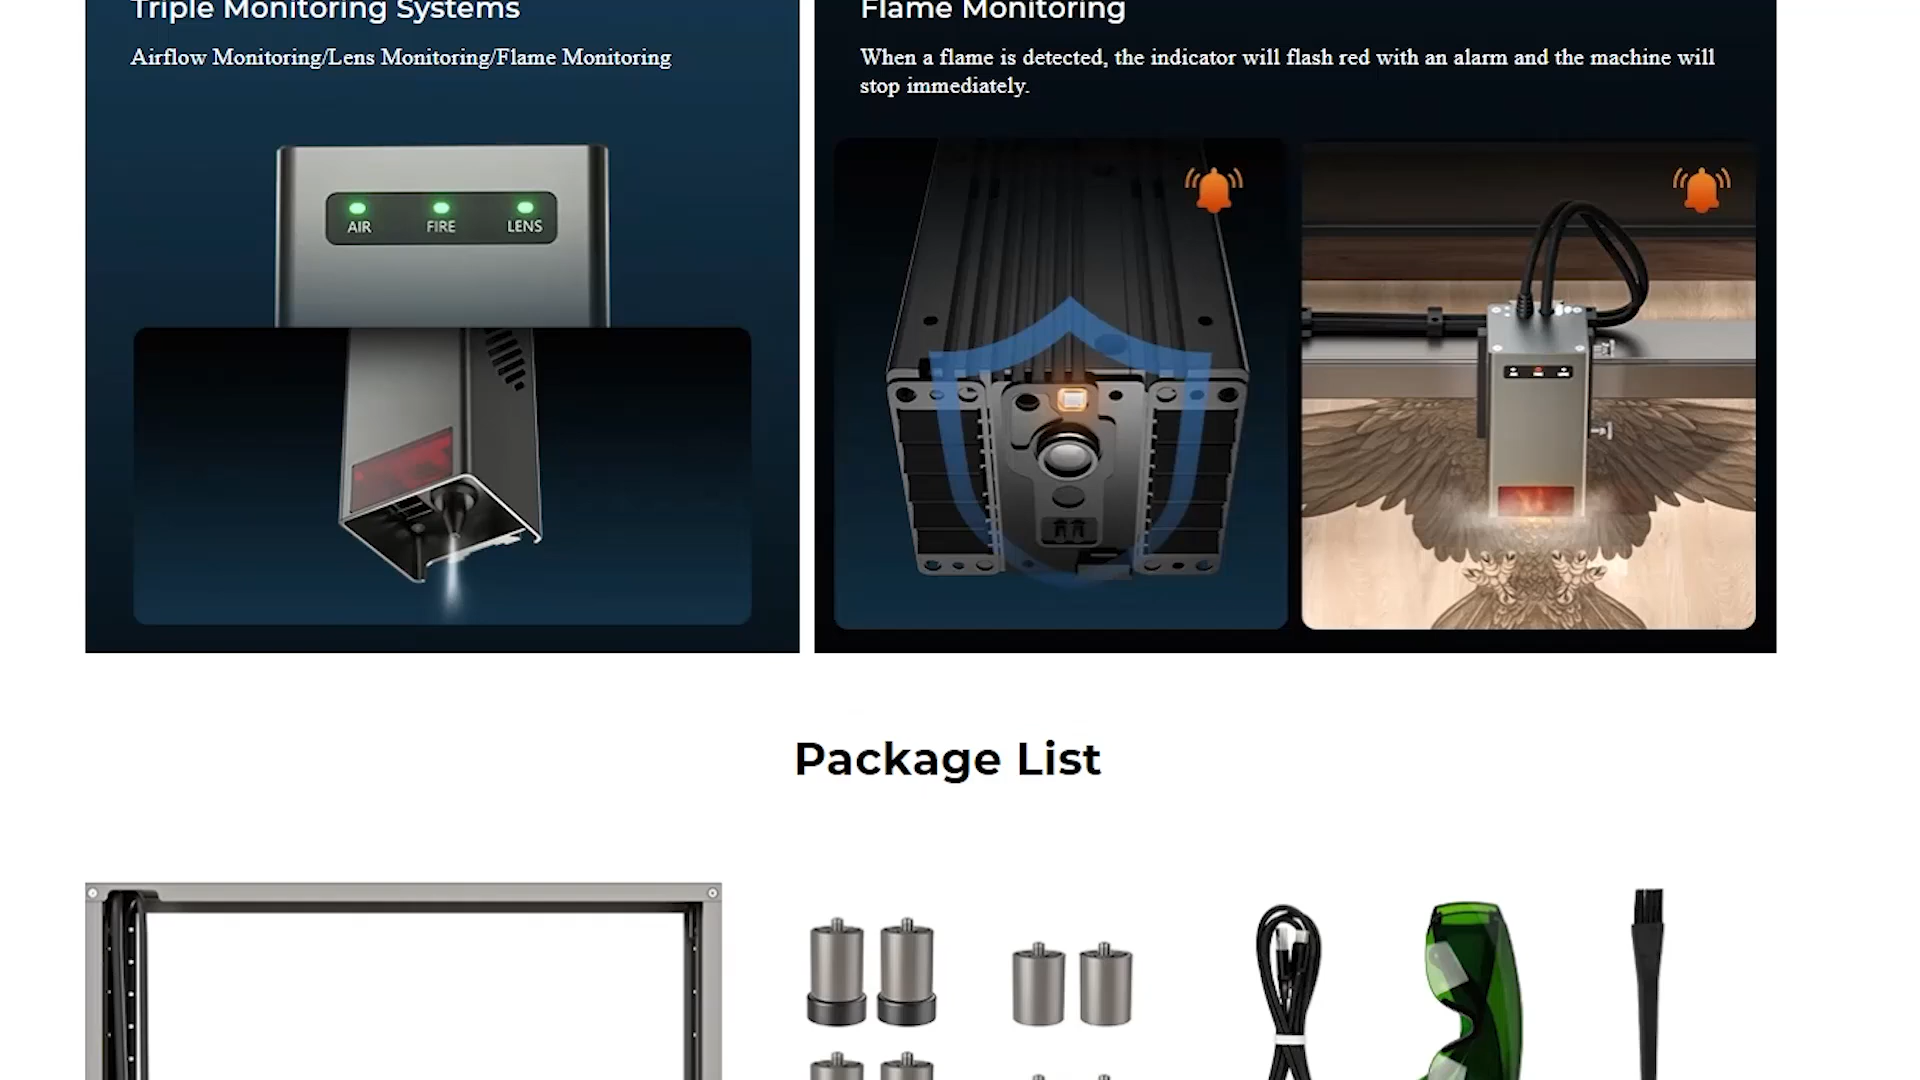 Triple Monitoring Systems
Airflow Monitoring/Lens Monitoring/Flame Monitoring
AIR FIRE LENS
Flame Monitoring
When a flame is detected, the indicator will flash red with an alarm and the machine will
stop immediately.
Package List